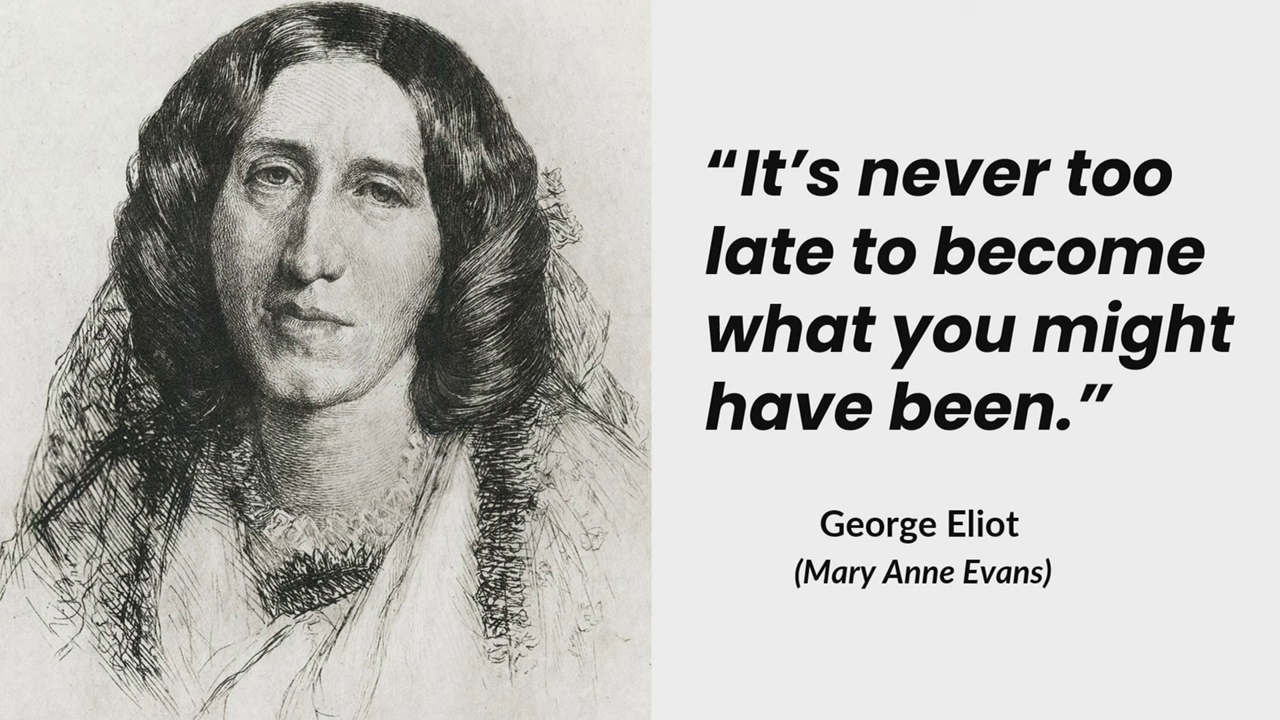 “It’s never too
late to become
what you might
have been.”
George Eliot
(Mary Anne Evans)